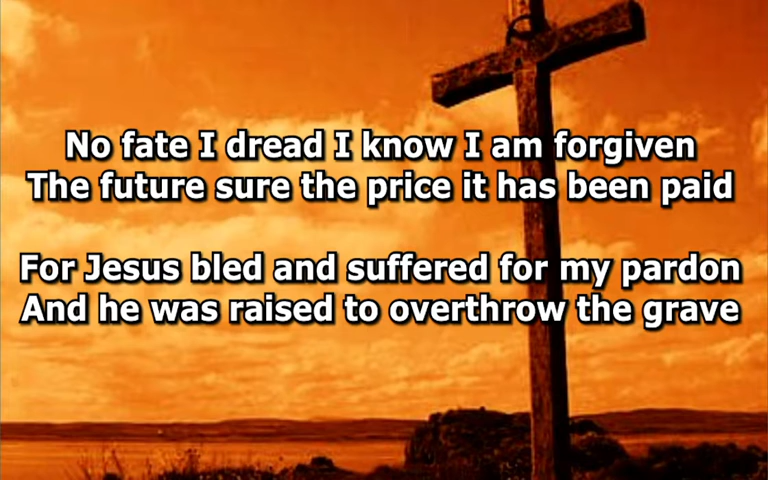 No fate I dread I know I am forgiven
The future sure the price it has been paid
For Jesus bled and suffered for my pardon
And he was raised to overthrow the grave